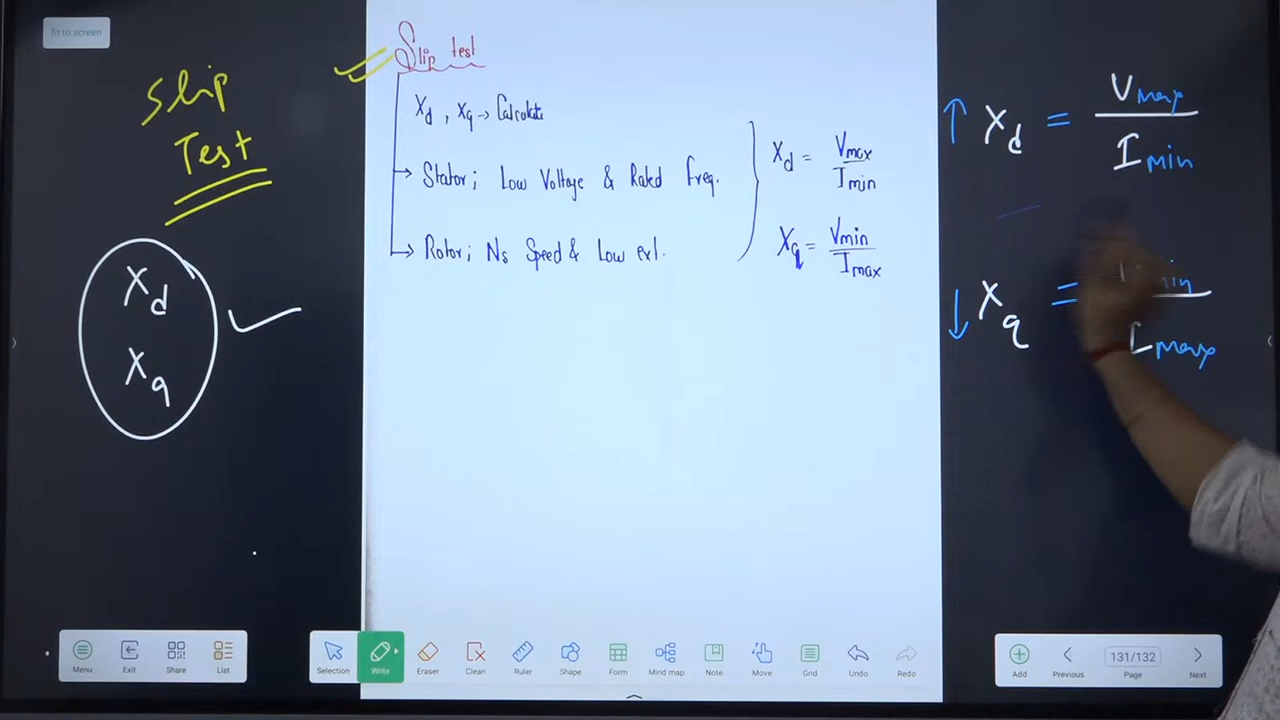 fit to screen
Slip
Test
Xd
Xq
Slip test
Xd , Xq → Calculate
→ Stator; Low Voltage & Rated Freq.
→ Rotor; Ns Speed & Low ext.
Xd = Vmax / Imin
Xq = Vmin / Imax
↑ Xd = Vmax / Imin
↓ Xq = min / Imax
Menu
Exit
Share
List
Selection
Write
Eraser
Clean
Ruler
Shape
Form
Mind map
Note
Move
Grid
Undo
Redo
Add
Previous
131/132
Page
Next